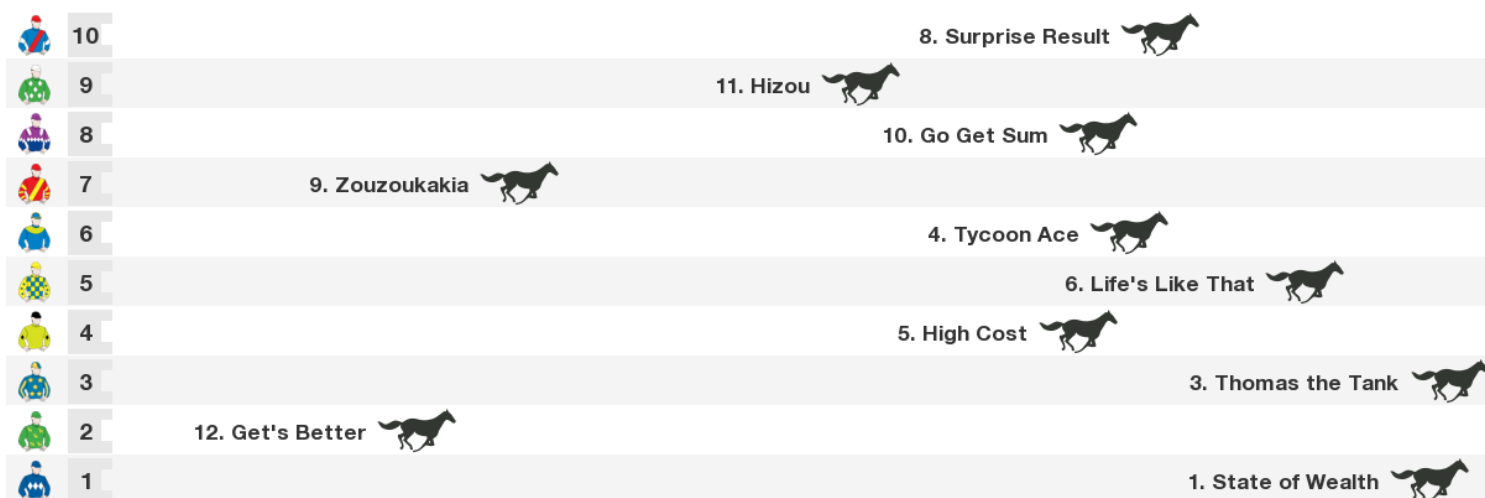 10 8. Surprise Result
9 11. Hizou
8 10. Go Get Sum
7 9. Zouzoukakia
6 4. Tycoon Ace
5 6. Life's Like That
4 5. High Cost
3 3. Thomas the Tank
2 12. Get's Better
1 1. State of Wealth